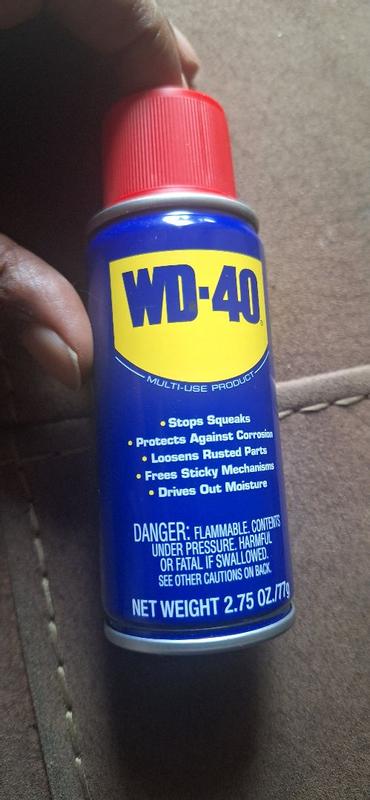 WD-40
MULTI-USE PRODUCT
• Stops Squeaks
• Protects Against Corrosion
• Loosens Rusted Parts
• Frees Sticky Mechanisms
• Drives Out Moisture
DANGER: FLAMMABLE. CONTENTS
UNDER PRESSURE. HARMFUL
OR FATAL IF SWALLOWED.
SEE OTHER CAUTIONS ON BACK.
NET WEIGHT 2.75 OZ./77g